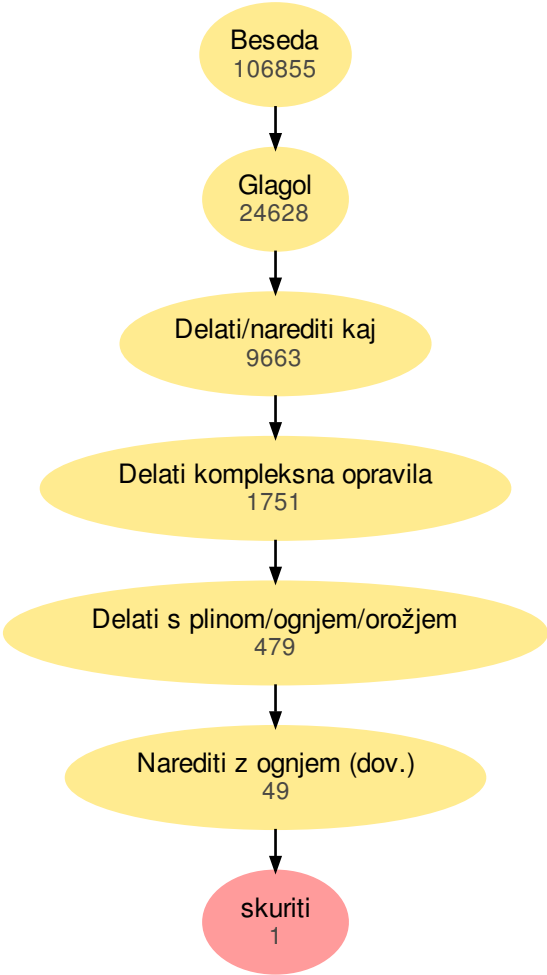 Beseda
106855
Glagol
24628
Delati/narediti kaj
9663
Delati kompleksna opravila
1751
Delati s plinom/ognjem/orožjem
479
Narediti z ognjem (dov.)
49
skuriti
1